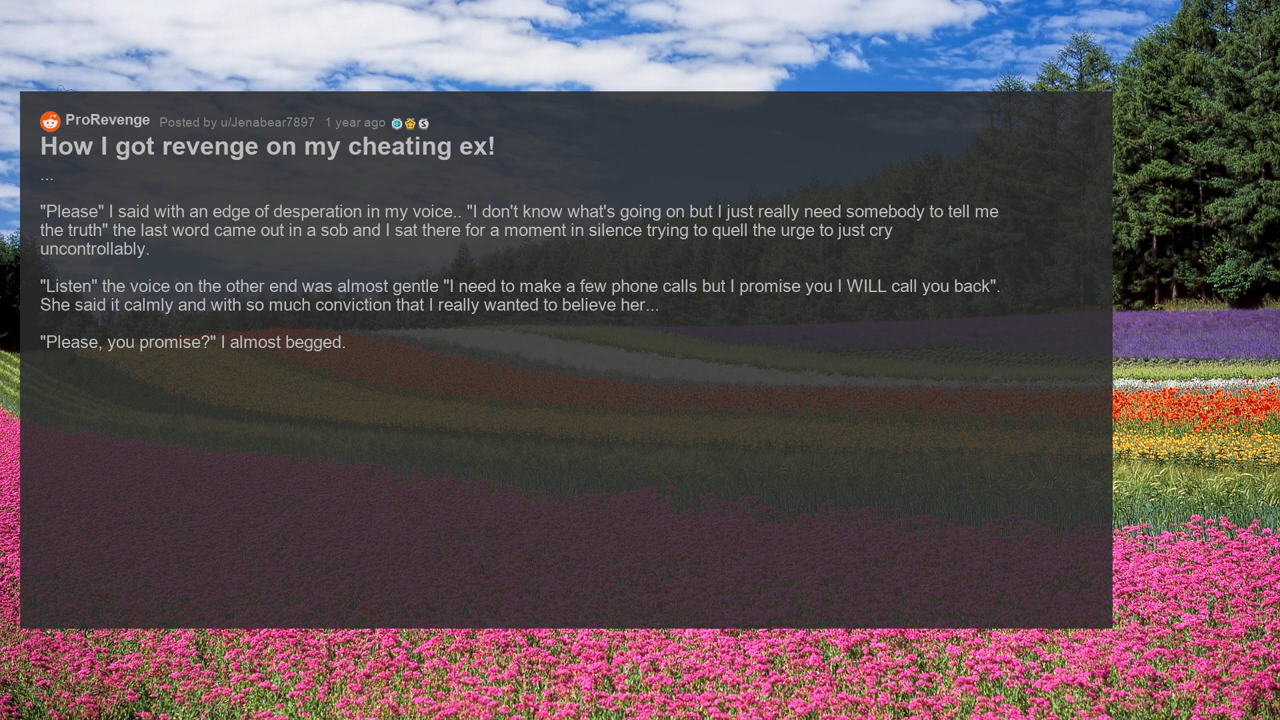 ProRevenge Posted by u/Jenabear7897 1 year ago
How I got revenge on my cheating ex!
...
"Please" I said with an edge of desperation in my voice.. "I don't know what's going on but I just really need somebody to tell me
the truth" the last word came out in a sob and I sat there for a moment in silence trying to quell the urge to just cry
uncontrollably.
"Listen" the voice on the other end was almost gentle "I need to make a few phone calls but I promise you I WILL call you back".
She said it calmly and with so much conviction that I really wanted to believe her...
"Please, you promise?" I almost begged.